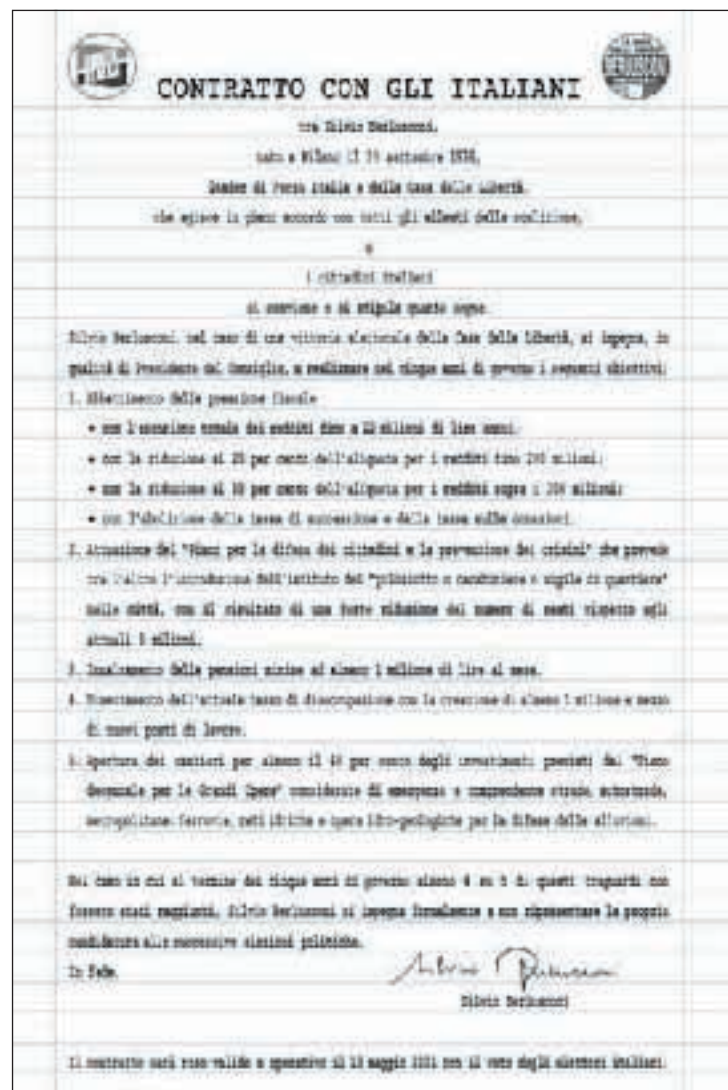 CONTRATTO CON GLI ITALIANI
tra Silvio Berlusconi,
nato a Milano il 29 settembre 1936,
leader di Forza Italia e della Casa delle Libertà,
che agisce in pieno accordo con tutti gli alleati della coalizione,
e
i cittadini italiani
si conviene e si stipula quanto segue.
Silvio Berlusconi, nel caso di una vittoria elettorale della Casa delle Libertà, si impegna, in
qualità di Presidente del Consiglio, a realizzare nei cinque anni di governo i seguenti obiettivi:
1. Abbattimento della pressione fiscale
• con l'esenzione totale dei redditi fino a 22 milioni di lire annui;
• con la riduzione al 23 per cento dell'aliquota per i redditi fino 200 milioni;
• con la riduzione al 33 per cento dell'aliquota per i redditi sopra i 200 milioni;
• con l'abolizione della tassa di successione e della tassa sulle donazioni.
2. Attuazione del "Piano per la difesa dei cittadini e la prevenzione dei crimini" che prevede
tra l'altro l'introduzione dell'istituto del "poliziotto o carabiniere o vigile di quartiere"
nelle città, con il risultato di una forte riduzione del numero di reati rispetto agli
attuali 3 milioni.
3. Innalzamento delle pensioni minime ad almeno 1 milione di lire al mese.
4. Dimezzamento dell'attuale tasso di disoccupazione con la creazione di almeno 1 milione e mezzo
di nuovi posti di lavoro.
5. Apertura dei cantieri per almeno il 40 per cento degli investimenti previsti dal "Piano
decennale per le Grandi Opere" considerate di emergenza e comprendente strade, autostrade,
metropolitane, ferrovie, reti idriche e opere idro-geologiche per la difesa dalle alluvioni.
Nel caso in cui al termine dei cinque anni di governo almeno 4 su 5 di questi traguardi non
fossero stati raggiunti, Silvio Berlusconi si impegna formalmente a non ripresentare la propria
candidatura alle successive elezioni politiche.
In fede,
Silvio Berlusconi
Silvio Berlusconi
Il contratto sarà reso valido e operativo il 13 maggio 2001 con il voto degli elettori italiani.